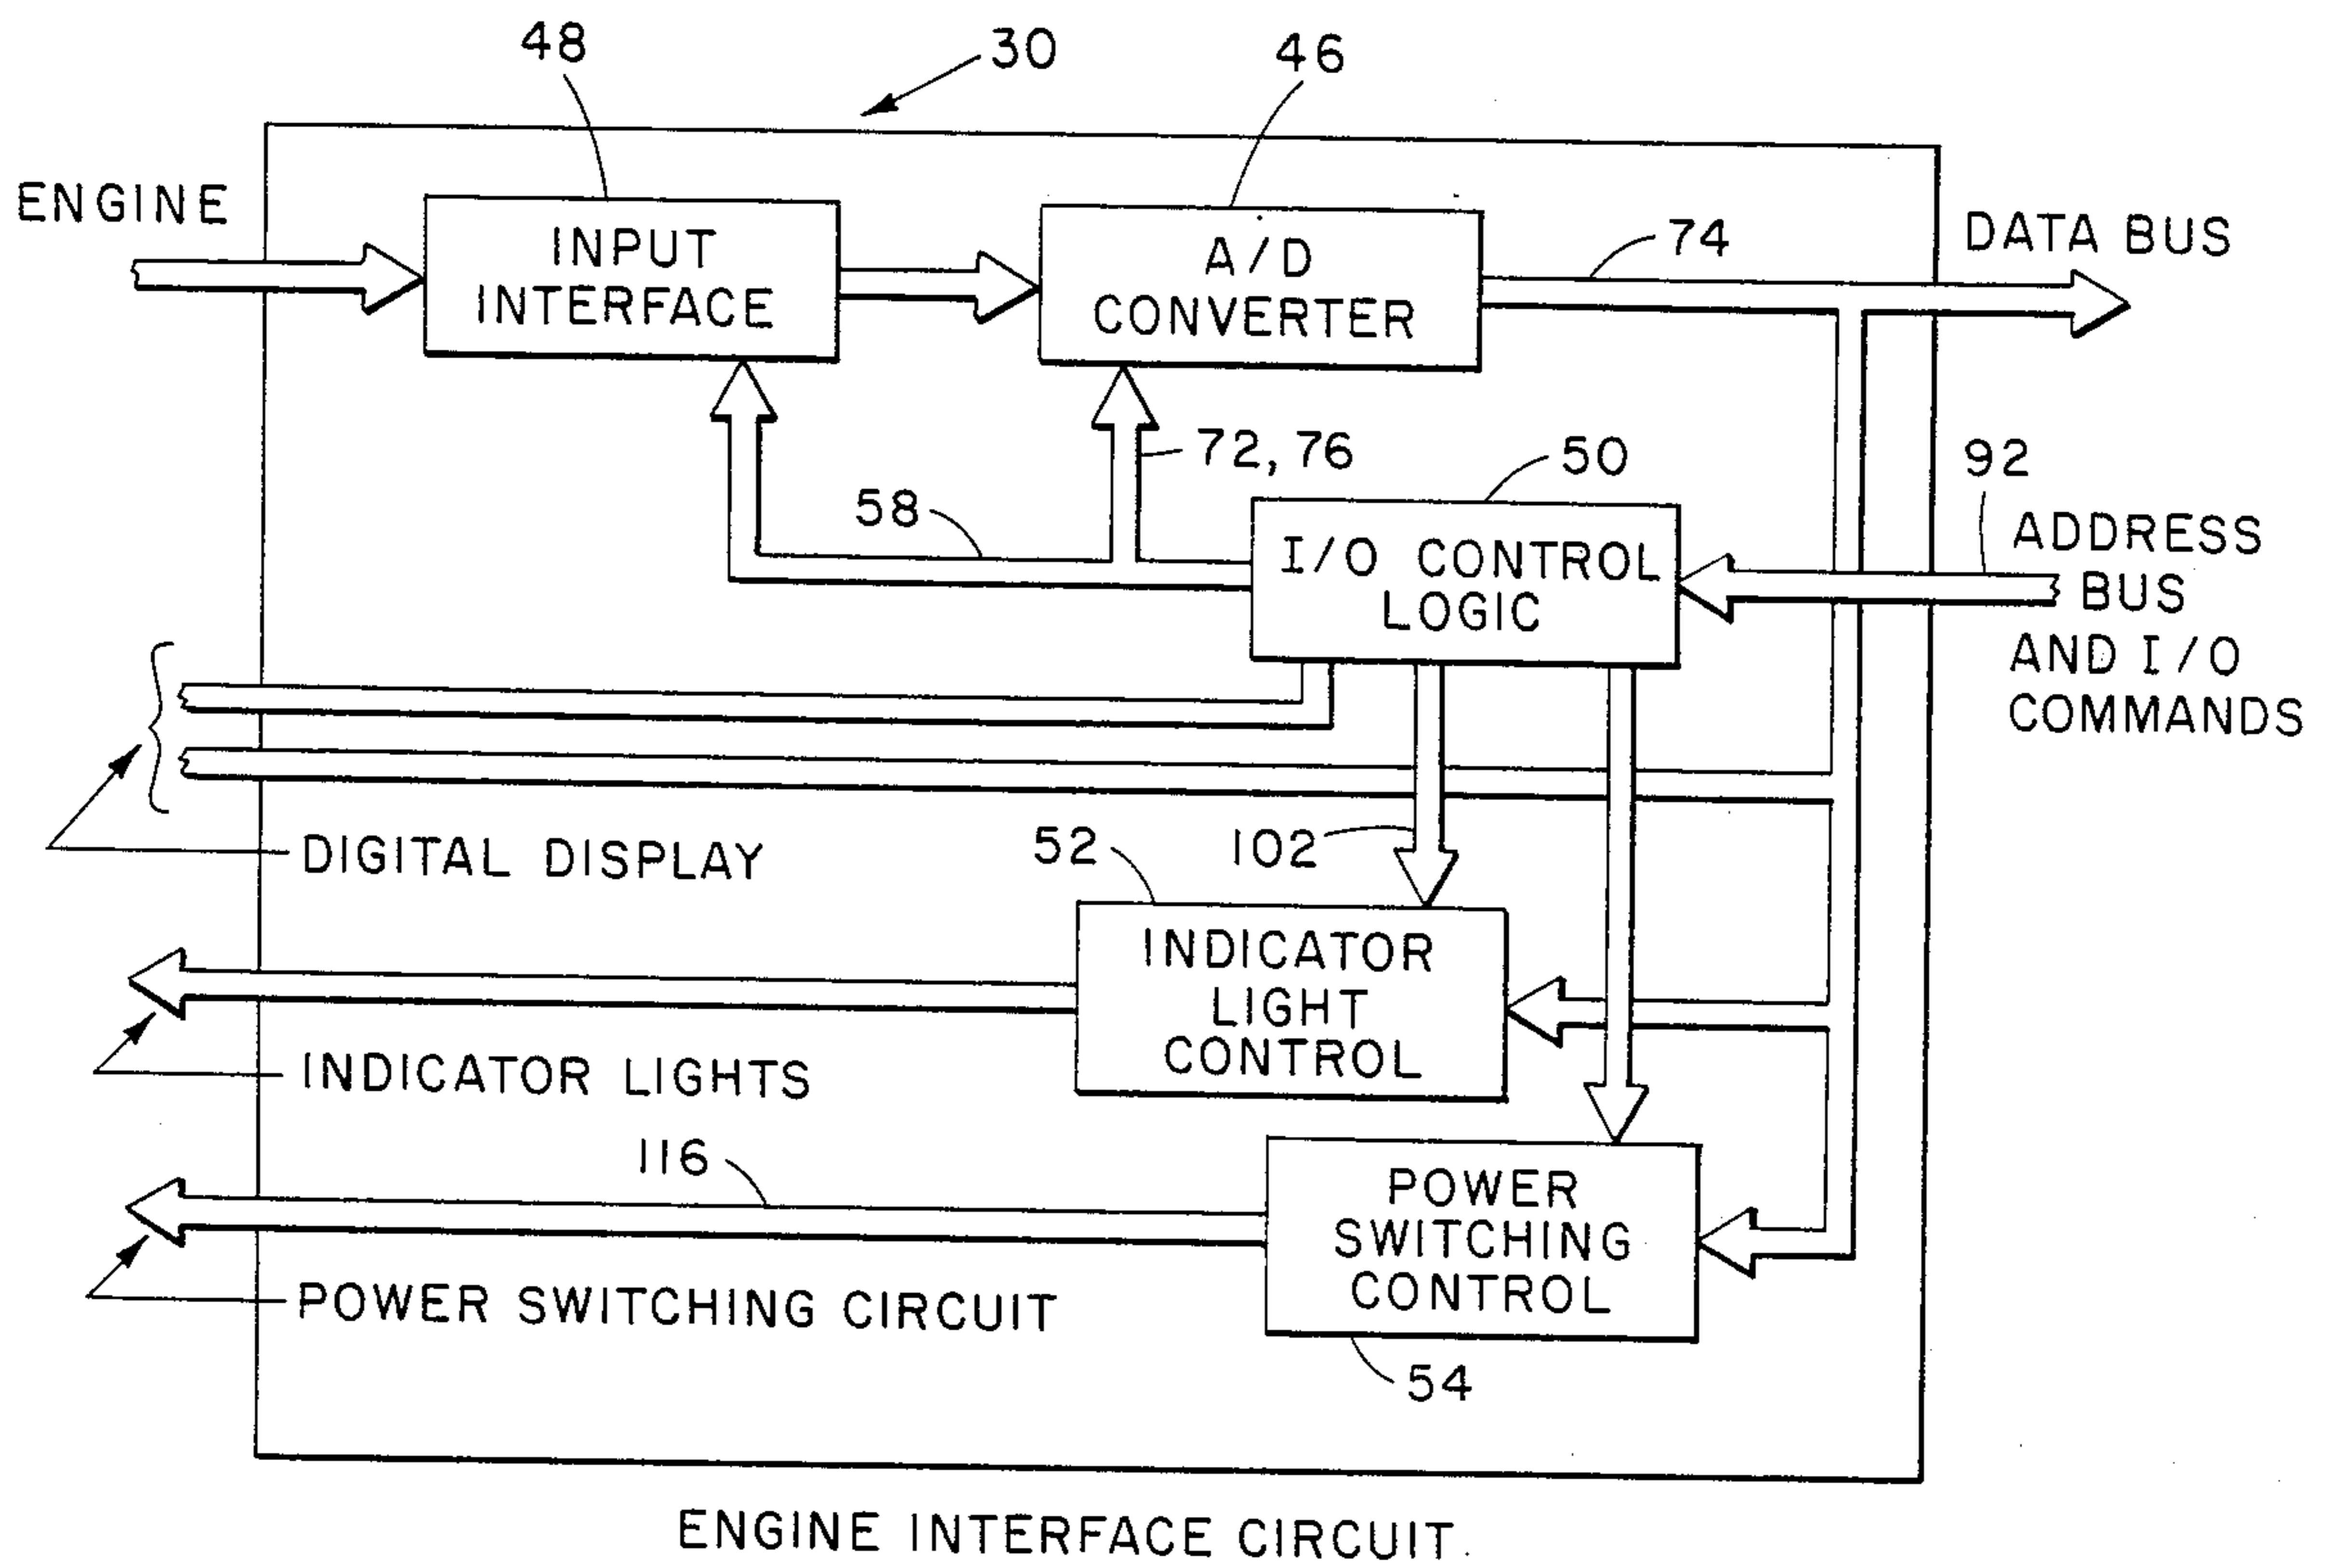 48
30
46
ENGINE
INPUT
INTERFACE
A/D
CONVERTER
74
DATA BUS
72, 76
58
50
92
I/O CONTROL
LOGIC
ADDRESS
BUS
AND I/O
COMMANDS
DIGITAL DISPLAY
52
102
INDICATOR
LIGHT
CONTROL
INDICATOR LIGHTS
116
POWER
SWITCHING
CONTROL
POWER SWITCHING CIRCUIT
54
ENGINE INTERFACE CIRCUIT